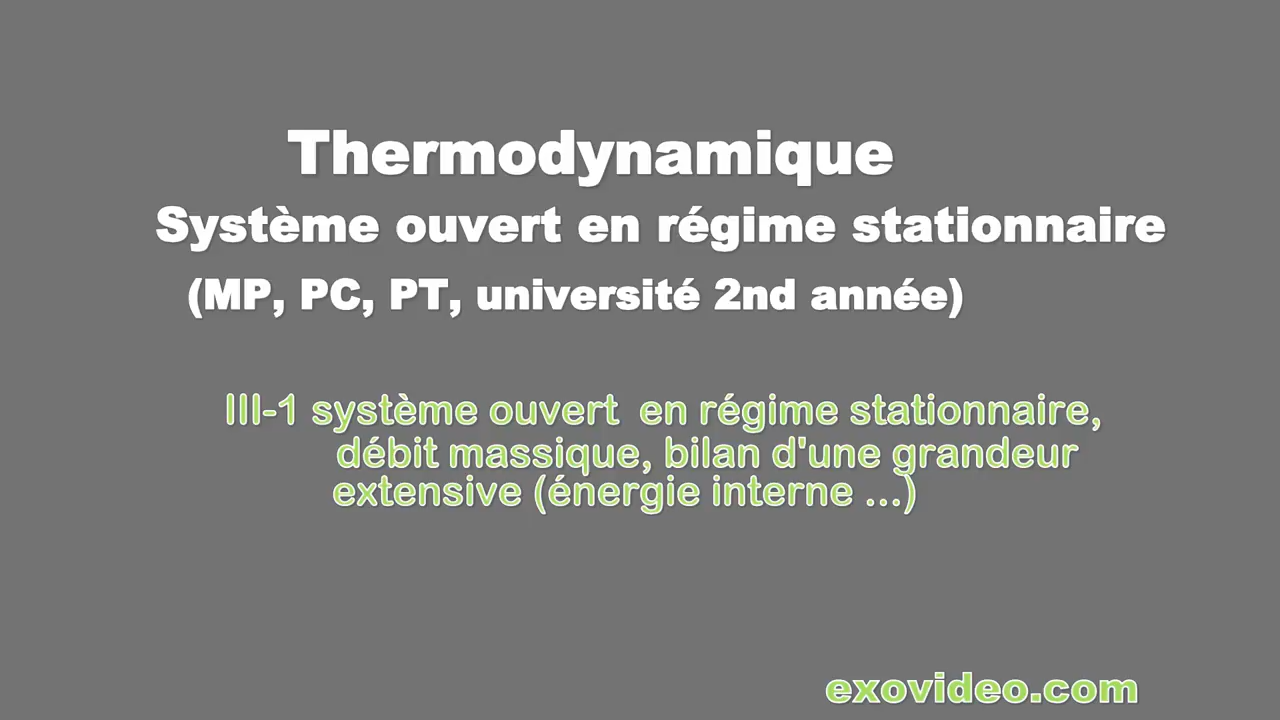 Thermodynamique
Système ouvert en régime stationnaire
(MP, PC, PT, université 2nd année)
III-1 système ouvert en régime stationnaire,
débit massique, bilan d'une grandeur
extensive (énergie interne ...)
exovideo.com